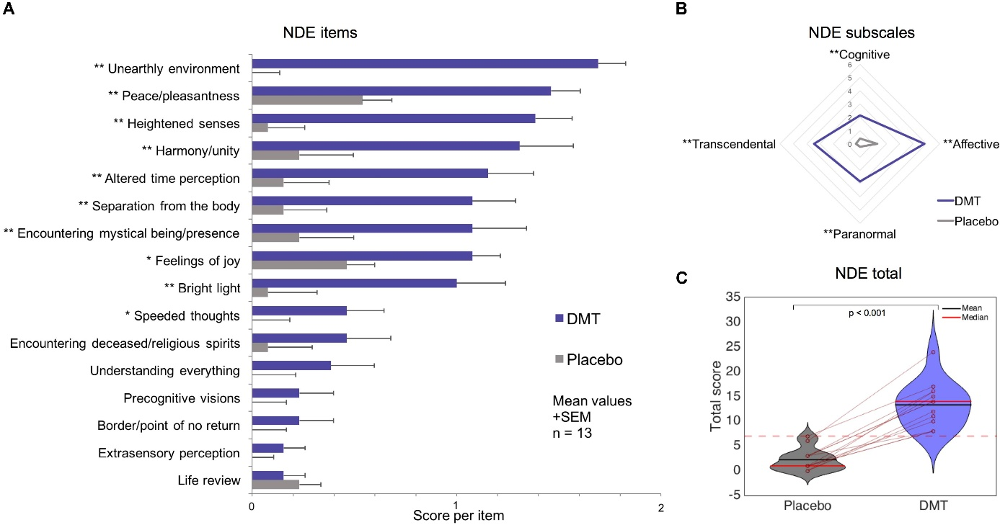 A
NDE items
** Unearthly environment
** Peace/pleasantness
** Heightened senses
** Harmony/unity
** Altered time perception
** Separation from the body
** Encountering mystical being/presence
* Feelings of joy
** Bright light
* Speeded thoughts
Encountering deceased/religious spirits
Understanding everything
Precognitive visions
Border/point of no return
Extrasensory perception
Life review
0
1
2
Score per item
DMT
Placebo
Mean values
+SEM
n = 13
B
NDE subscales
**Cognitive
6
5
4
3
2
1
0
**Transcendental
**Affective
**Paranormal
DMT
Placebo
C
NDE total
35
30
25
20
15
10
5
0
-5
Total score
p < 0.001
Mean
Median
Placebo
DMT